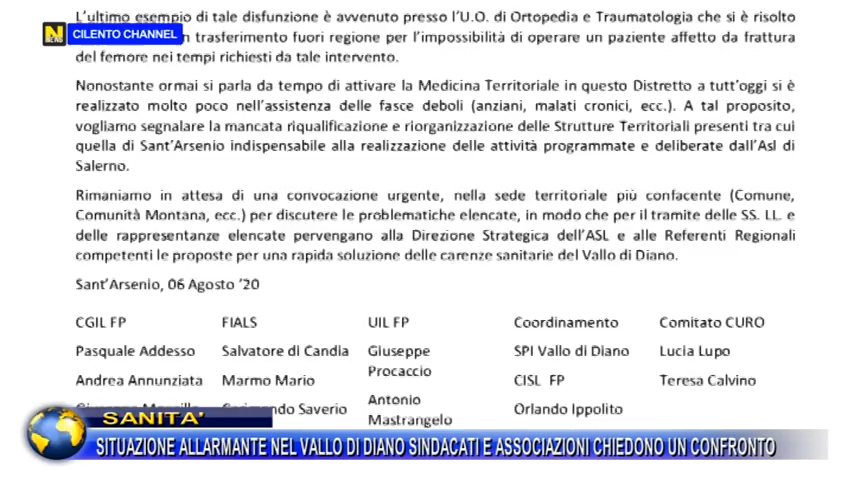 L'ultimo esempio di tale disfunzione è avvenuto presso l'U.O. di Ortopedia e Traumatologia che si è risolto
N NEWS CILENTO CHANNEL trasferimento fuori regione per l'impossibilità di operare un paziente affetto da frattura
del femore nei tempi richiesti da tale intervento.
Nonostante ormai si parla da tempo di attivare la Medicina Territoriale in questo Distretto a tutt'oggi si è
realizzato molto poco nell'assistenza delle fasce deboli (anziani, malati cronici, ecc.). A tal proposito,
vogliamo segnalare la mancata riqualificazione e riorganizzazione delle Strutture Territoriali presenti tra cui
quella di Sant'Arsenio indispensabile alla realizzazione delle attività programmate e deliberate dall'Asl di
Salerno.
Rimaniamo in attesa di una convocazione urgente, nella sede territoriale più confacente (Comune,
Comunità Montana, ecc.) per discutere le problematiche elencate, in modo che per il tramite delle SS. LL. e
delle rappresentanze elencate pervengano alla Direzione Strategica dell'ASL e alle Referenti Regionali
competenti le proposte per una rapida soluzione delle carenze sanitarie del Vallo di Diano.
Sant'Arsenio, 06 Agosto '20
CGIL FP FIALS UIL FP Coordinamento Comitato CURO
Pasquale Addesso Salvatore di Candia Giuseppe Procaccio SPI Vallo di Diano Lucia Lupo
Andrea Annunziata Marmo Mario CISL FP Teresa Calvino
Saverio Antonio Mastrangelo Orlando Ippolito
SANITA'
SITUAZIONE ALLARMANTE NEL VALLO DI DIANO SINDACATI E ASSOCIAZIONI CHIEDONO UN CONFRONTO